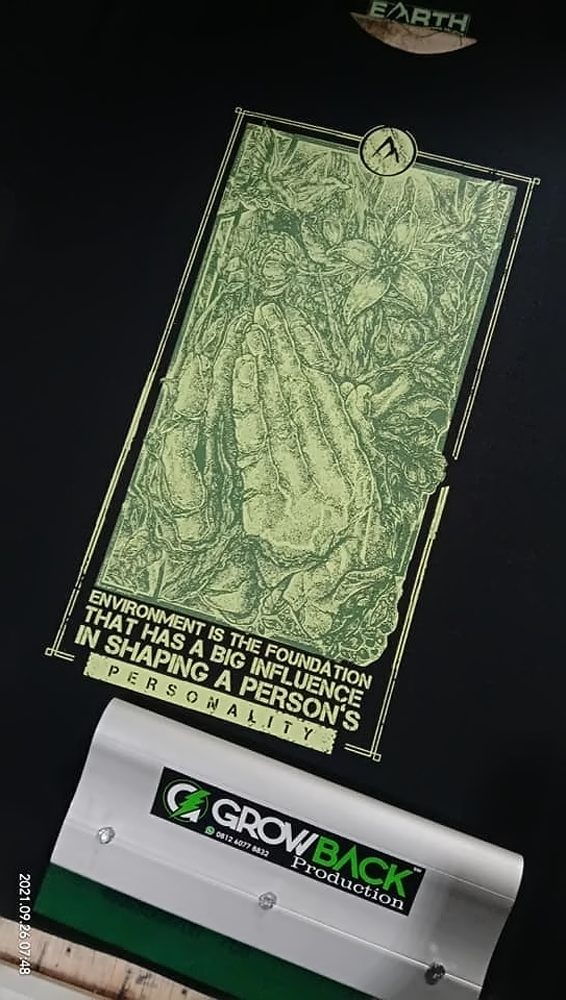 EARTH
ENVIRONMENT IS THE FOUNDATION
THAT HAS A BIG INFLUENCE
IN SHAPING A PERSON'S
PERSONALITY
GROWBACK
0812 6077 8832
Production
2021.09.26 07:48